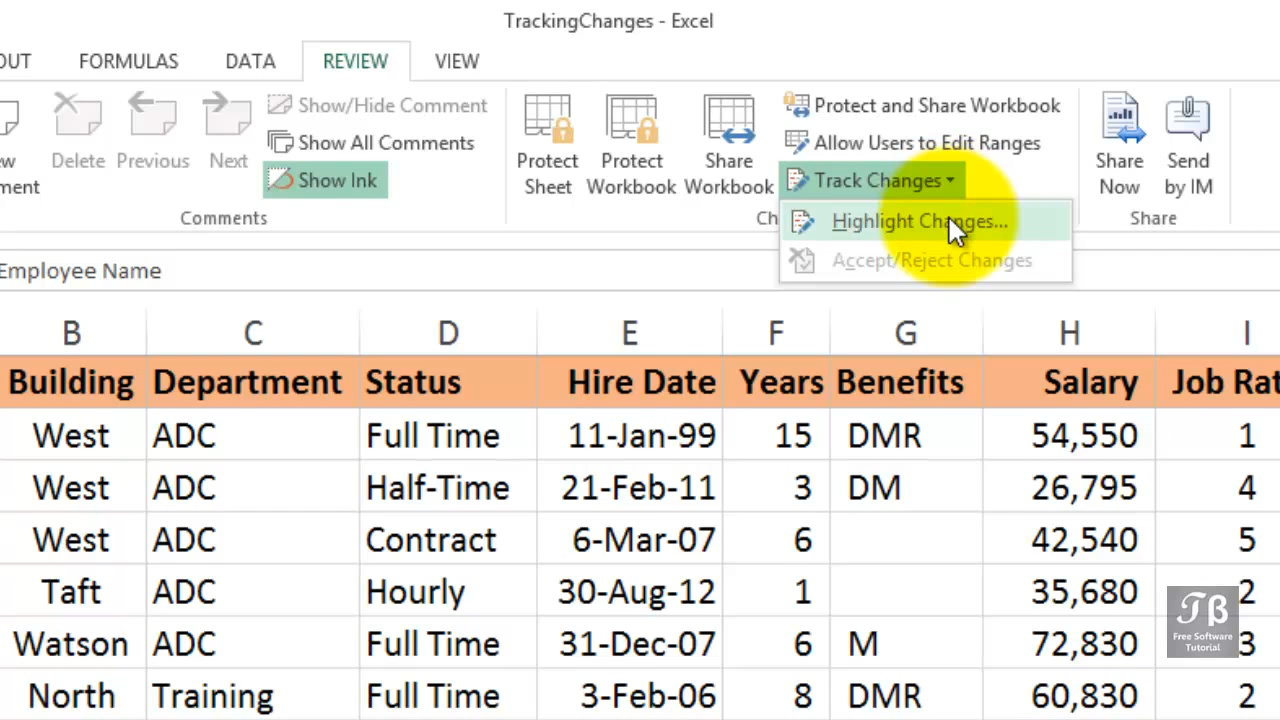 TrackingChanges - Excel
OUT FORMULAS DATA REVIEW VIEW
Show/Hide Comment
Show All Comments
Show Ink
Delete Previous Next
Comments
Protect Sheet
Protect Workbook
Share Workbook
Protect and Share Workbook
Allow Users to Edit Ranges
Track Changes
Highlight Changes...
Accept/Reject Changes
Share Now
Send by IM
Share
Employee Name
B C D E F G H I
Building Department Status Hire Date Years Benefits Salary Job Rat
West ADC Full Time 11-Jan-99 15 DMR 54,550 1
West ADC Half-Time 21-Feb-11 3 DM 26,795 4
West ADC Contract 6-Mar-07 6 42,540 5
Taft ADC Hourly 30-Aug-12 1 35,680 2
Watson ADC Full Time 31-Dec-07 6 M 72,830 3
North Training Full Time 3-Feb-06 8 DMR 60,830 2
TB
Free Software
Tutorial